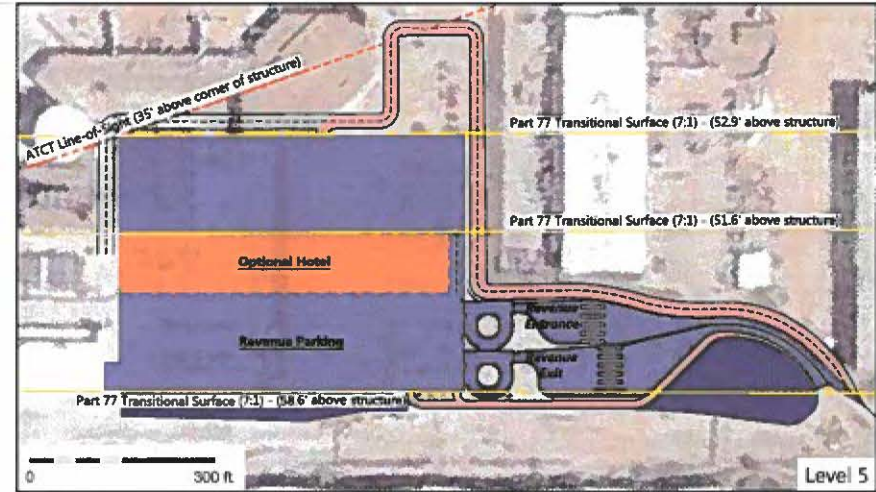 ATCT Line-of-Sight (35' above corner of structure)
Part 77 Transitional Surface (7:1) - (52.9' above structure)
Part 77 Transitional Surface (7:1) - (51.6' above structure)
Optional Hotel
Revenue
Entrance
Revenue Parking
Revenue
Exit
Part 77 Transitional Surface (7:1) - (58.6' above structure)
0
300 ft
Level 5